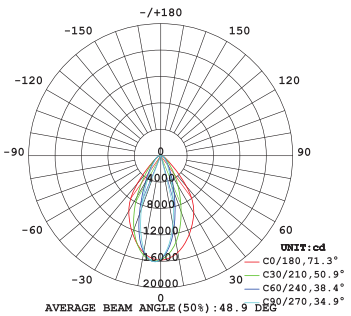 -/+180
-150 150
-120 120
-90 0 90
4000
8000
-60 12000 60
16000
-30 20000 30
0
UNIT:cd
C0/180,71.3°
C30/210,50.9°
C60/240,38.4°
C90/270,34.9°
AVERAGE BEAM ANGLE(50%):48.9 DEG